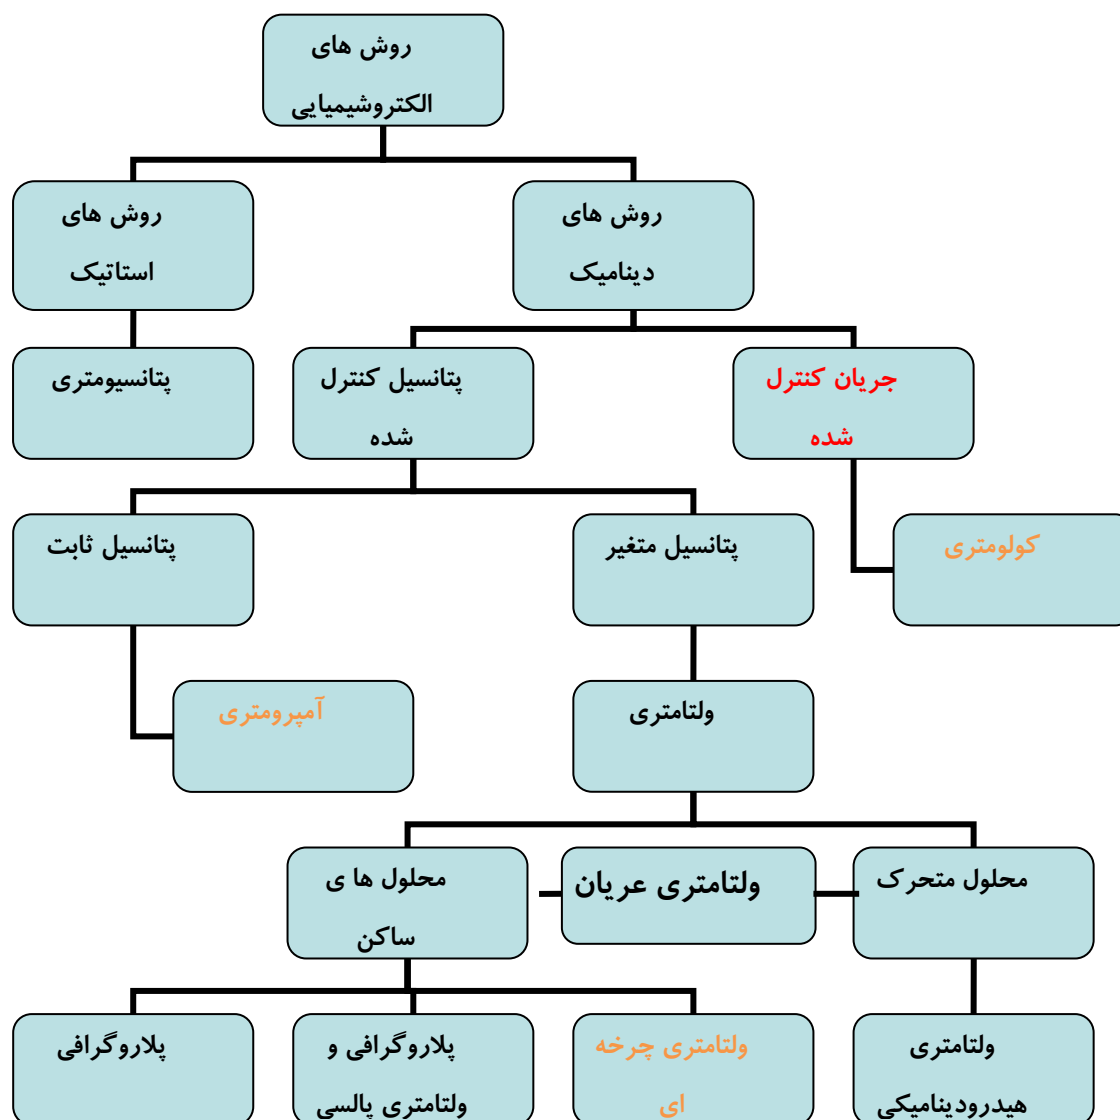 روش های
الکتروشیمیایی
روش های
دینامیک
روش های
استاتیک
جریان کنترل
شده
پتانسیل کنترل
شده
پتانسیومتری
کولومتری
پتانسیل متغیر
پتانسیل ثابت
ولتامتری
آمپرومتری
محلول متحرک
ولتامتری عریان
محلول ها ی
ساکن
ولتامتری
هیدرودینامیکی
ولتامتری چرخه
ای
پلاروگرافی و
ولتامتری پالسی
پلاروگرافی